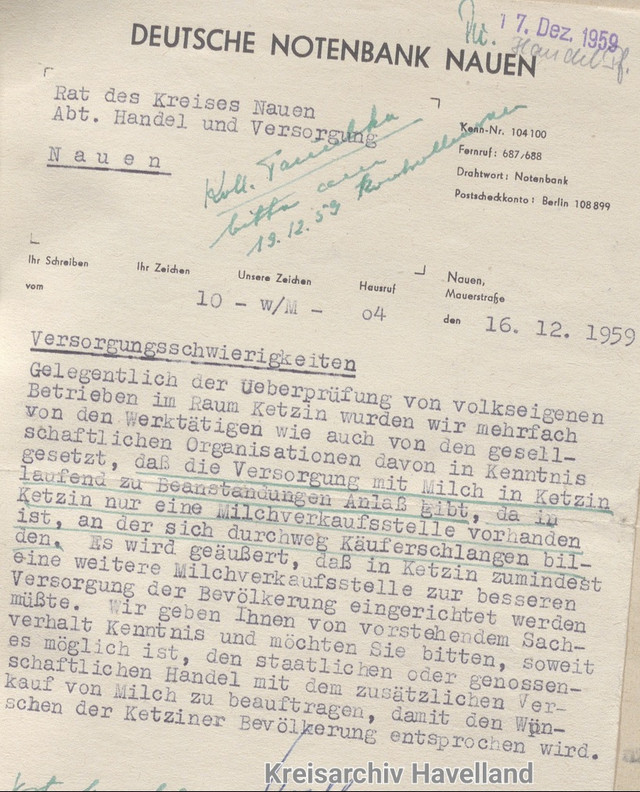 17. Dez. 1959
DEUTSCHE NOTENBANK NAUEN
Rat des Kreises Nauen
Abt. Handel und Versorgung
Nauen
Koll.
bitte am
19.12.59
Kenn-Nr. 104100
Fernruf: 687/688
Drahtwort: Notenbank
Postscheckkonto: Berlin 108899
Ihr Schreiben Ihr Zeichen Unsere Zeichen Hausruf Nauen,
vom Mauerstraße
10 - W/M - 04 den 16. 12. 1959
Versorgungsschwierigkeiten
Gelegentlich der Ueberprüfung von volkseigenen
Betrieben im Raum Ketzin wurden wir mehrfach
von den Werktätigen wie auch von den gesell-
schaftlichen Organisationen davon in Kenntnis
gesetzt, daß die Versorgung mit Milch in Ketzin
laufend zu Beanstandungen Anlaß gibt, da in
Ketzin nur eine Milchverkaufsstelle vorhanden
ist, an der sich durchweg Käuferschlangen bil-
den. Es wird geäußert, daß in Ketzin zumindest
eine weitere Milchverkaufsstelle zur besseren
Versorgung der Bevölkerung eingerichtet werden
müßte. Wir geben Ihnen von vorstehendem Sach-
verhalt Kenntnis und möchten Sie bitten, soweit
es möglich ist, den staatlichen oder genossen-
schaftlichen Handel mit dem zusätzlichen Ver-
kauf von Milch zu beauftragen, damit den Wün-
schen der Ketziner Bevölkerung entsprochen wird.
Kreisarchiv Havelland